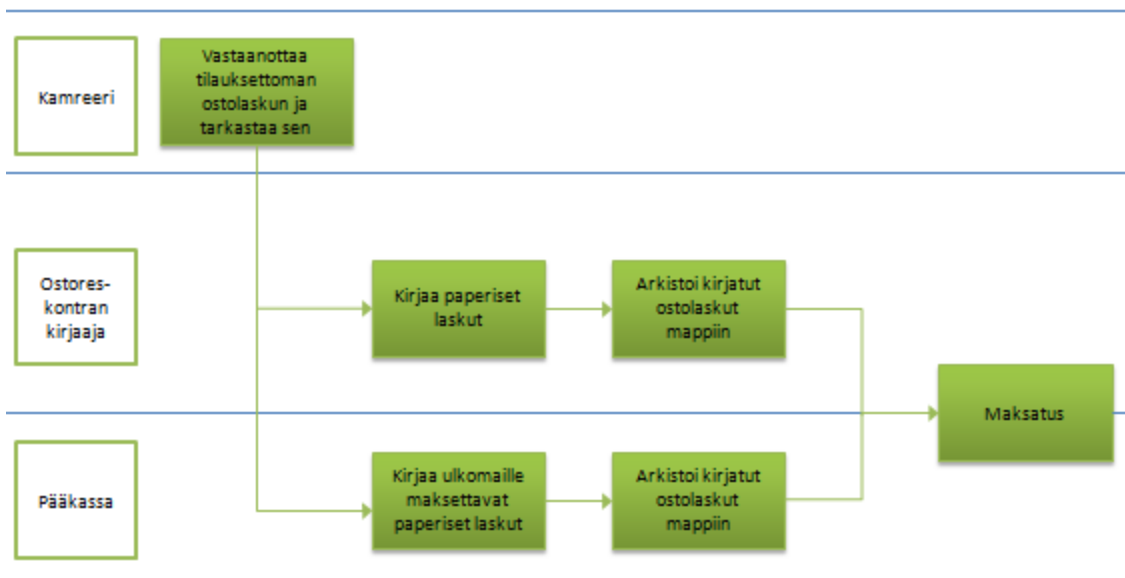 Kamreeri
Vastaanottaa
tilauksettoman
ostolaskun ja
tarkastaa sen
Ostores-
kontran
kirjaaja
Kirjaa paperiset
laskut
Arkistoi kirjatut
ostolaskut
mappiin
Maksatus
Pääkassa
Kirjaa ulkomaille
maksettavat
paperiset laskut
Arkistoi kirjatut
ostolaskut
mappiin